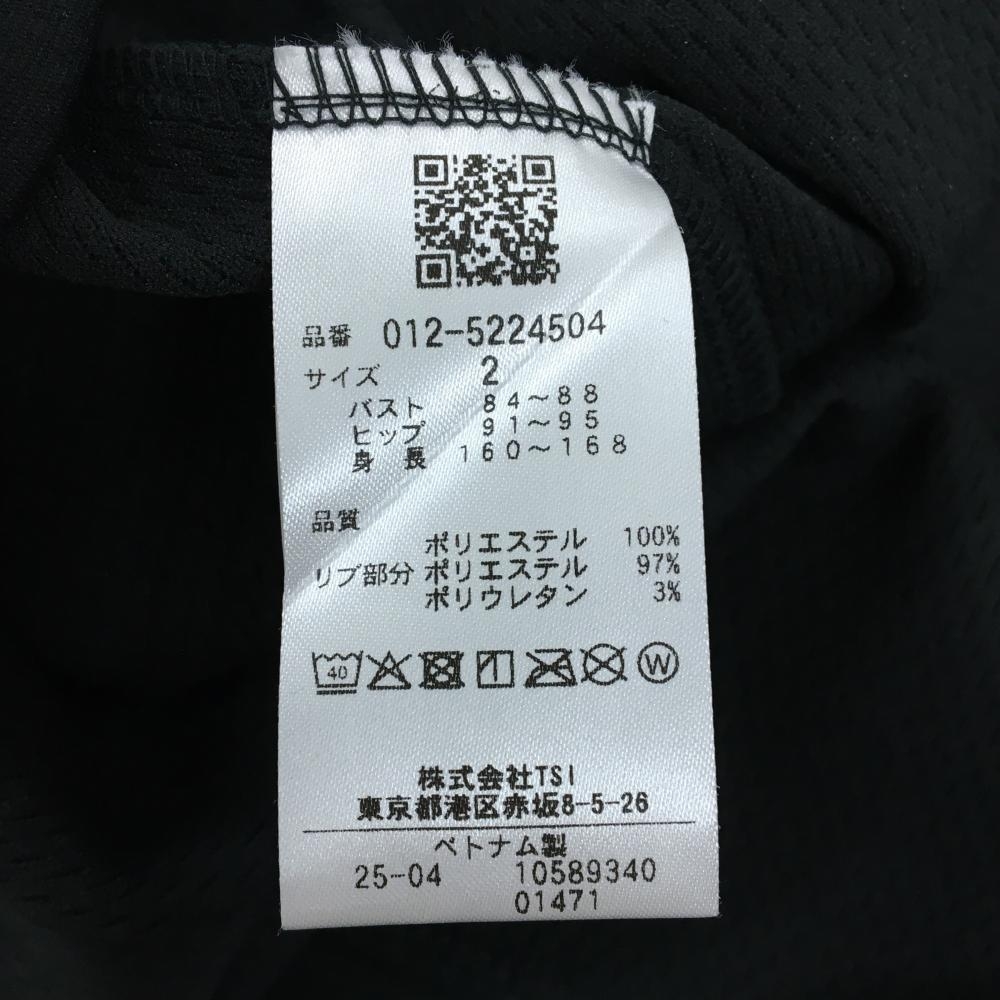 品番 012-5224504
サイズ 2
バスト 84～88
ヒップ 91～95
身長 160～168
品質
ポリエステル 100%
リブ部分 ポリエステル 97%
ポリウレタン 3%
40
W
株式会社TSI
東京都港区赤坂8-5-26
ベトナム製
25-04 10589340
01471